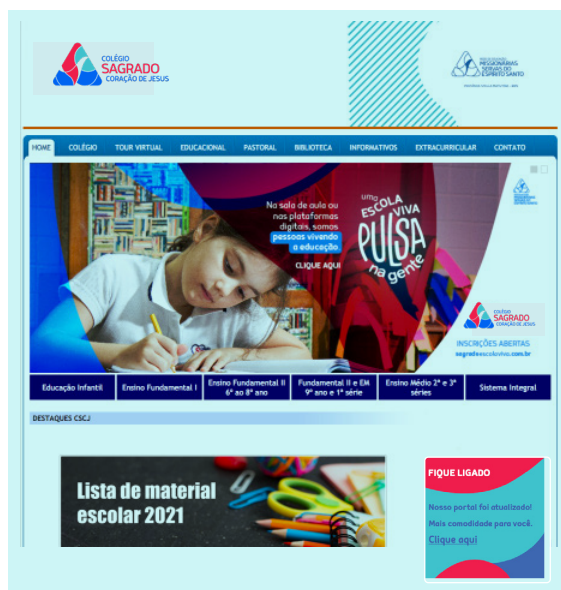 COLÉGIO
SAGRADO
CORAÇÃO DE JESUS
MISSIONÁRIAS
SERVAS DO
ESPÍRITO SANTO
HOME COLÉGIO TOUR VIRTUAL EDUCACIONAL PASTORAL BIBLIOTECA INFORMATIVOS EXTRACURRICULAR CONTATO
Na sala de aula ou
nas plataformas
digitais, somos
pessoas vivendo
a educação.
CLIQUE AQUI
uma
ESCOLA VIVA
PULSA
na gente
COLÉGIO
SAGRADO
CORAÇÃO DE JESUS
INSCRIÇÕES ABERTAS
sagradoescolaviva.com.br
Educação Infantil
Ensino Fundamental I
Ensino Fundamental II
6º ao 8º ano
Fundamental II e EM
9º ano e 1ª série
Ensino Médio 2ª e 3ª
séries
Sistema Integral
DESTAQUES CSCJ
Lista de material
escolar 2021
FIQUE LIGADO
Nosso portal foi atualizado!
Mais comodidade para você.
Clique aqui